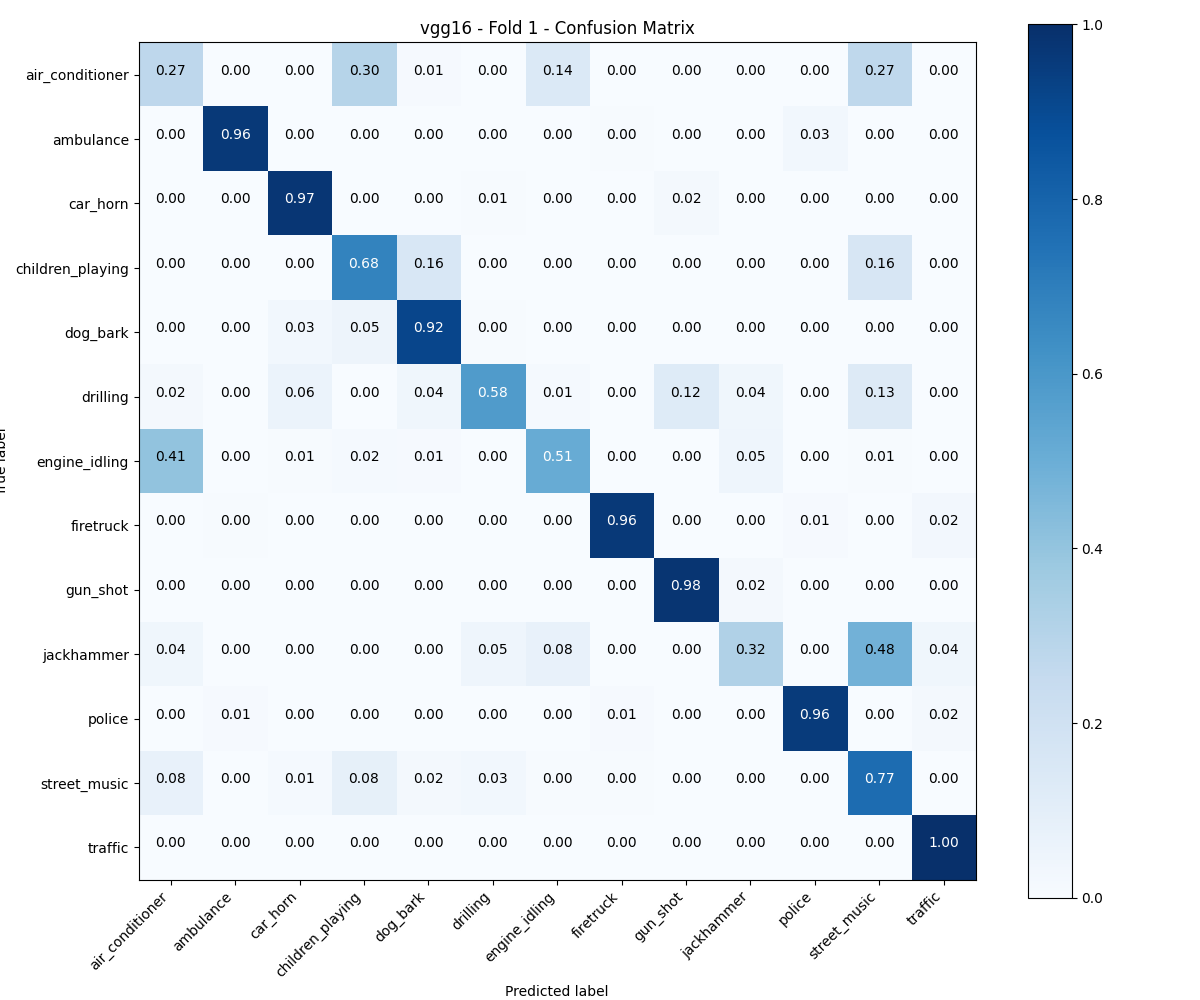 vgg16 - Fold 1 - Confusion Matrix
air_conditioner 0.27 0.00 0.00 0.30 0.01 0.00 0.14 0.00 0.00 0.00 0.00 0.27 0.00
ambulance 0.00 0.96 0.00 0.00 0.00 0.00 0.00 0.00 0.00 0.00 0.03 0.00 0.00
car_horn 0.00 0.00 0.97 0.00 0.00 0.01 0.00 0.00 0.02 0.00 0.00 0.00 0.00
children_playing 0.00 0.00 0.00 0.68 0.16 0.00 0.00 0.00 0.00 0.00 0.00 0.16 0.00
dog_bark 0.00 0.00 0.03 0.05 0.92 0.00 0.00 0.00 0.00 0.00 0.00 0.00 0.00
drilling 0.02 0.00 0.06 0.00 0.04 0.58 0.01 0.00 0.12 0.04 0.00 0.13 0.00
engine_idling 0.41 0.00 0.01 0.02 0.01 0.00 0.51 0.00 0.00 0.05 0.00 0.01 0.00
firetruck 0.00 0.00 0.00 0.00 0.00 0.00 0.00 0.96 0.00 0.00 0.01 0.00 0.02
gun_shot 0.00 0.00 0.00 0.00 0.00 0.00 0.00 0.00 0.98 0.02 0.00 0.00 0.00
jackhammer 0.04 0.00 0.00 0.00 0.00 0.05 0.08 0.00 0.00 0.32 0.00 0.48 0.04
police 0.00 0.01 0.00 0.00 0.00 0.00 0.00 0.01 0.00 0.00 0.96 0.00 0.02
street_music 0.08 0.00 0.01 0.08 0.02 0.03 0.00 0.00 0.00 0.00 0.00 0.77 0.00
traffic 0.00 0.00 0.00 0.00 0.00 0.00 0.00 0.00 0.00 0.00 0.00 0.00 1.00
air_conditioner ambulance car_horn children_playing dog_bark drilling engine_idling firetruck gun_shot jackhammer police street_music traffic
Predicted label
1.0
0.8
0.6
0.4
0.2
0.0